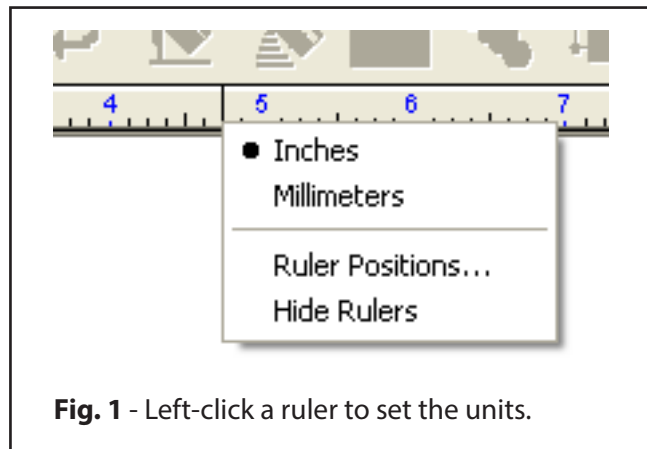 4 5 6 7
● Inches
Millimeters
Ruler Positions...
Hide Rulers
Fig. 1 - Left-click a ruler to set the units.